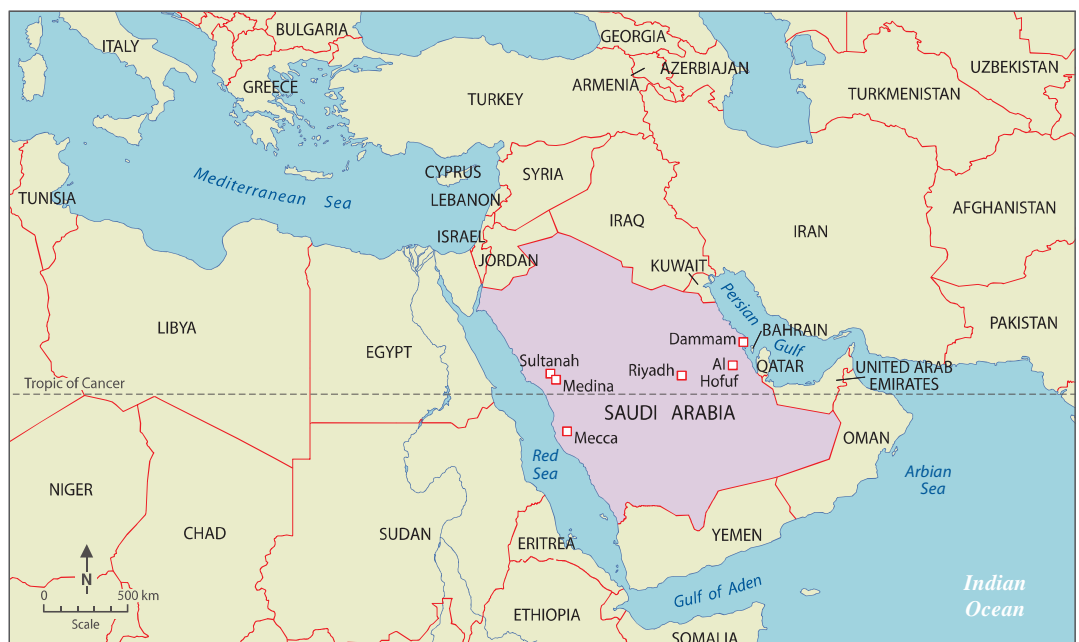 BULGARIA
GEORGIA
ITALY
AZERBIAJAN
UZBEKISTAN
ARMENIA
GREECE
TURKMENISTAN
TURKEY
CYPRUS
SYRIA
Mediterranean Sea
TUNISIA
LEBANON
AFGHANISTAN
IRAQ
IRAN
ISRAEL
JORDAN
KUWAIT
Persian
Gulf
PAKISTAN
LIBYA
BAHRAIN
Dammam
EGYPT
Sultanah
Al
Hofuf
QATAR
UNITED ARAB
EMIRATES
Riyadh
Medina
Tropic of Cancer
SAUDI ARABIA
Mecca
OMAN
Red
Sea
Arbian
Sea
NIGER
CHAD
SUDAN
YEMEN
ERITREA
N
Gulf of Aden
Indian
Ocean
0 500 km
Scale
ETHIOPIA
SOMALIA